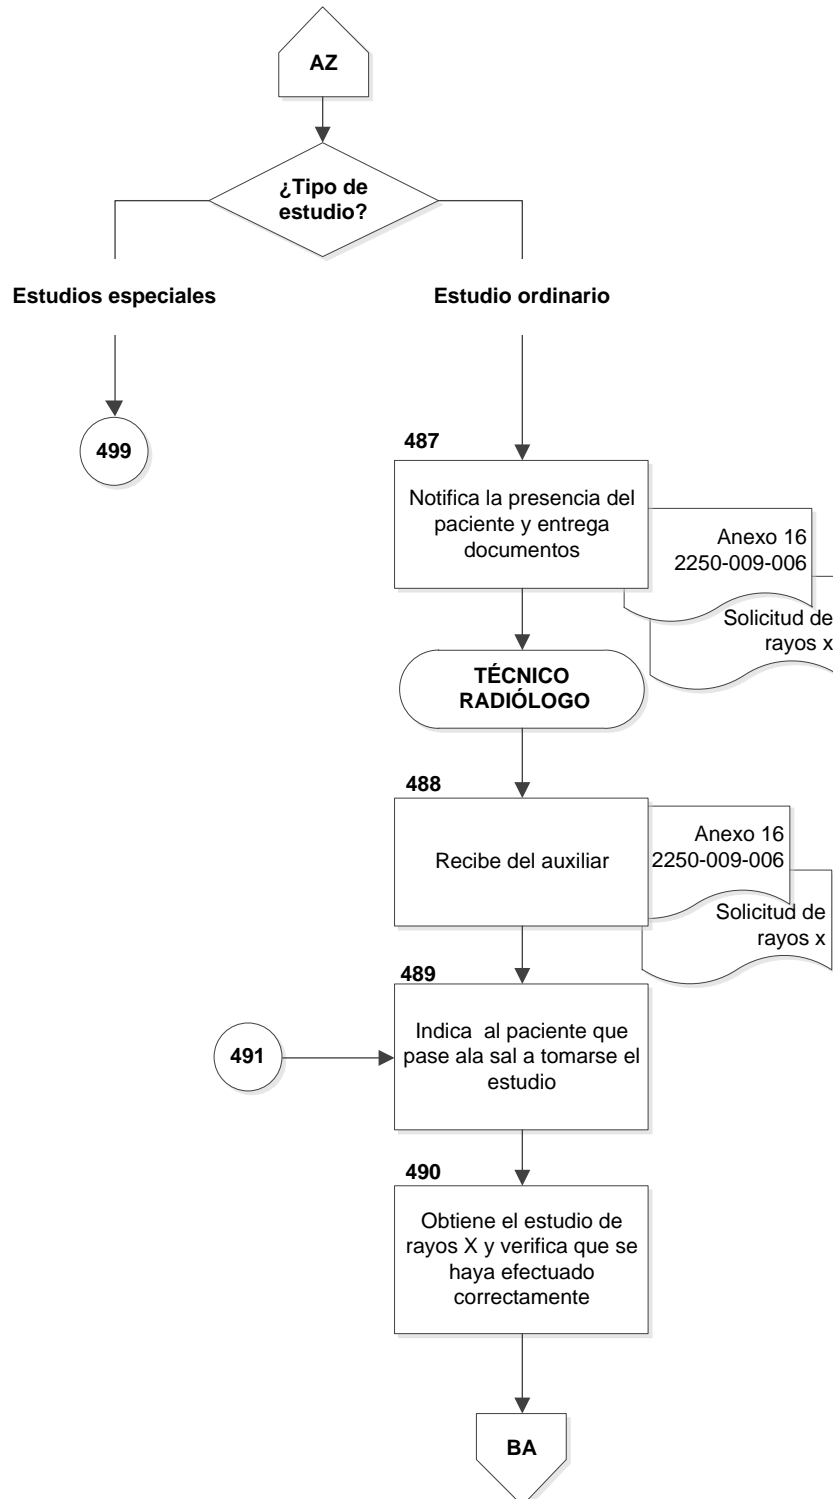 AZ
¿Tipo de
estudio?
Estudios especiales
Estudio ordinario
499
487
Notifica la presencia del
paciente y entrega
documentos
Anexo 16
2250-009-006
Solicitud de
rayos x
TÉCNICO
RADIÓLOGO
488
Recibe del auxiliar
Anexo 16
2250-009-006
Solicitud de
rayos x
489
491
Indica al paciente que
pase ala sal a tomarse el
estudio
490
Obtiene el estudio de
rayos X y verifica que se
haya efectuado
correctamente
BA